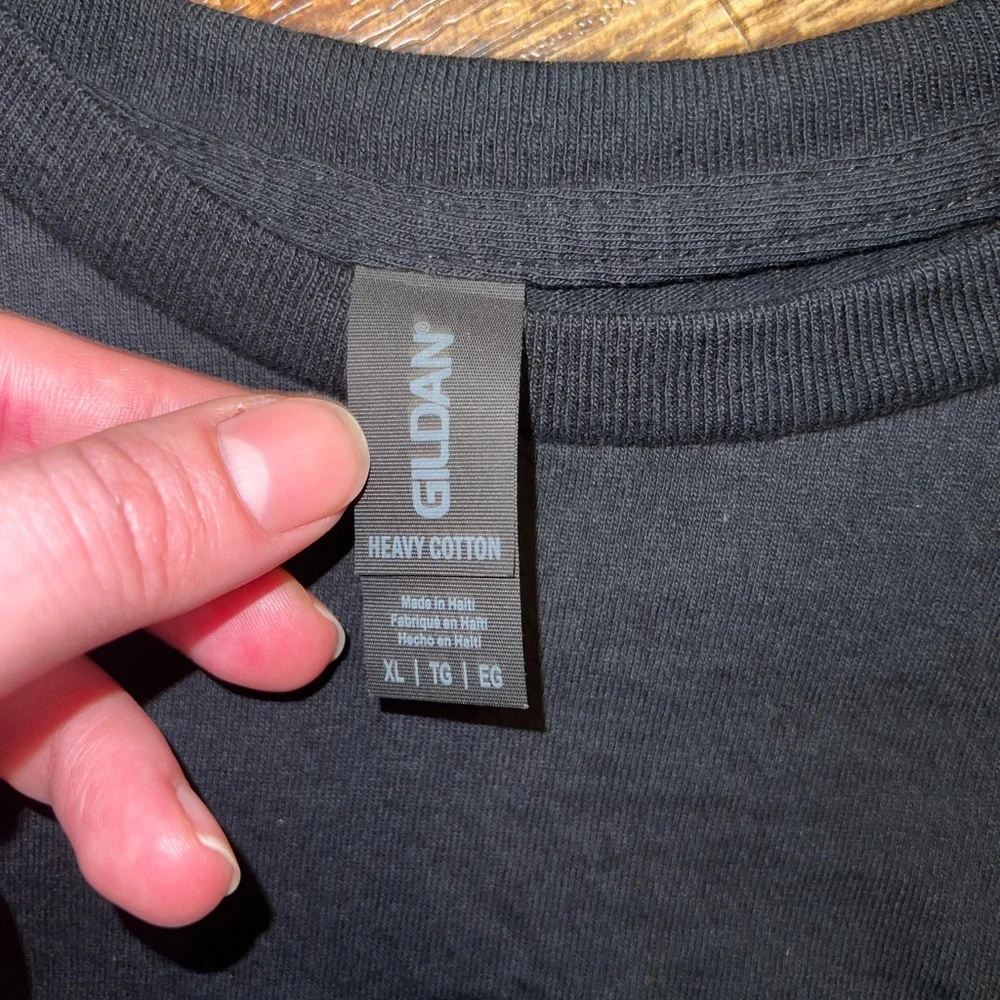 GILDAN®
HEAVY COTTON
Made in Haiti
Fabriqué en Haïti
Hecho en Haití
XL | TG | EG